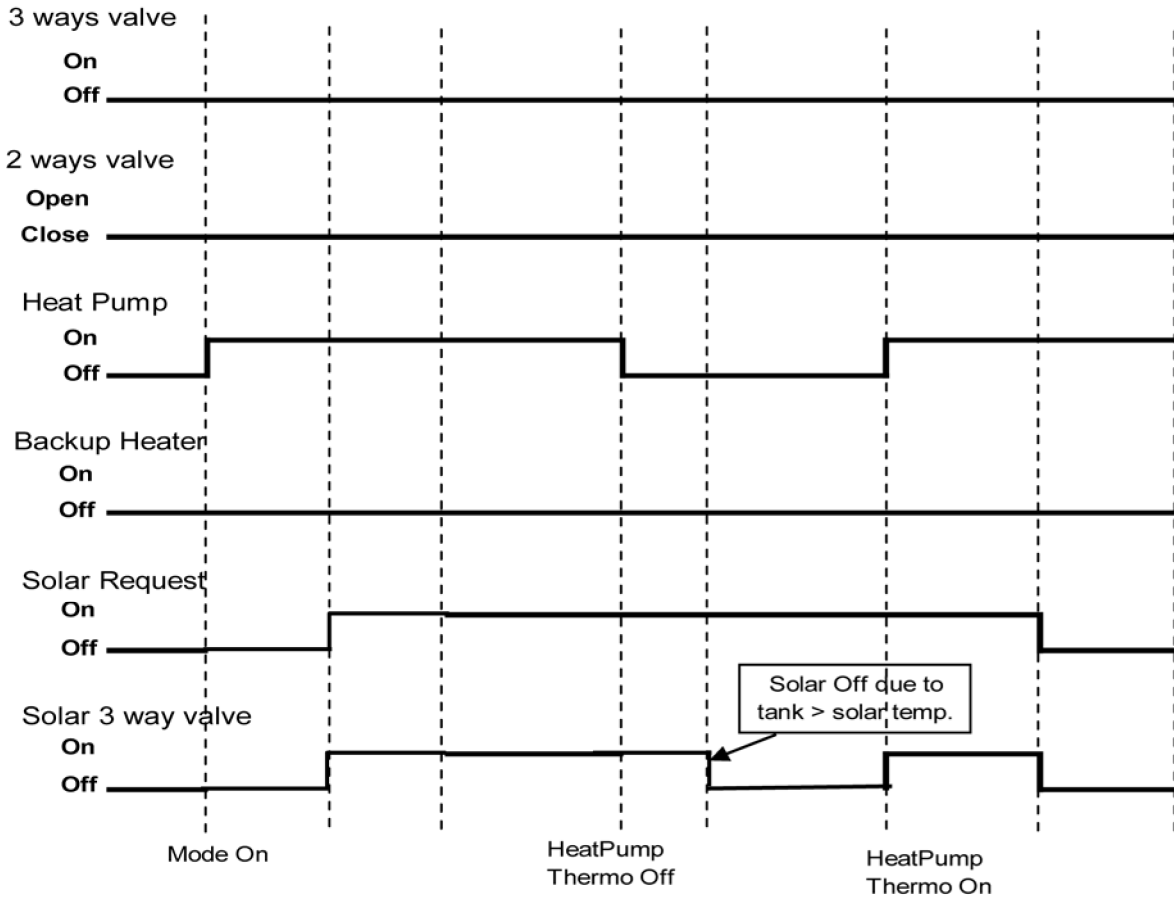 3 ways valve
On
Off
2 ways valve
Open
Close
Heat Pump
On
Off
Backup Heater
On
Off
Solar Request
On
Off
Solar Off due to
tank > solar temp.
Solar 3 way valve
On
Off
Mode On
HeatPump
Thermo Off
HeatPump
Thermo On